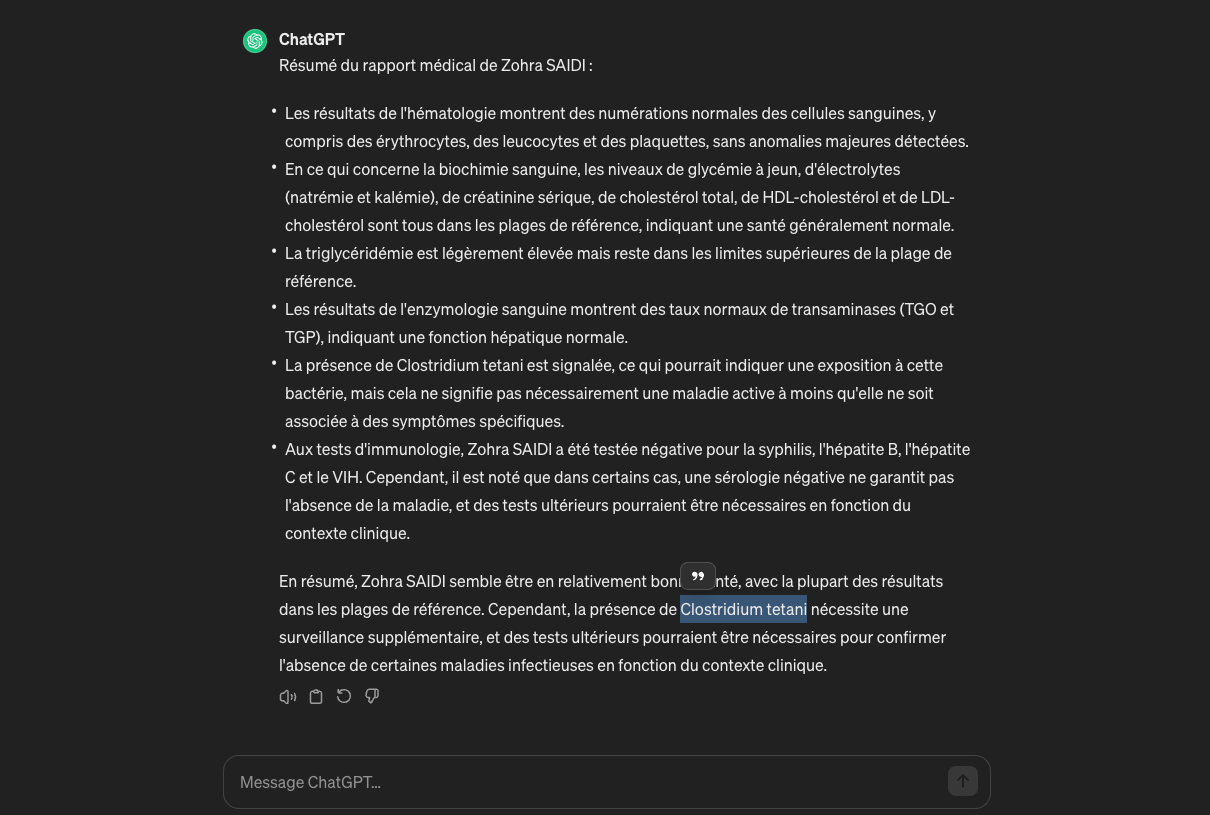 ChatGPT
Résumé du rapport médical de Zohra SAIDI :
• Les résultats de l'hématologie montrent des numérations normales des cellules sanguines, y
compris des érythrocytes, des leucocytes et des plaquettes, sans anomalies majeures détectées.
• En ce qui concerne la biochimie sanguine, les niveaux de glycémie à jeun, d'électrolytes
(natrémie et kalémie), de créatinine sérique, de cholestérol total, de HDL-cholestérol et de LDL-
cholestérol sont tous dans les plages de référence, indiquant une santé généralement normale.
• La triglycéridémie est légèrement élevée mais reste dans les limites supérieures de la plage de
référence.
• Les résultats de l'enzymologie sanguine montrent des taux normaux de transaminases (TGO et
TGP), indiquant une fonction hépatique normale.
• La présence de Clostridium tetani est signalée, ce qui pourrait indiquer une exposition à cette
bactérie, mais cela ne signifie pas nécessairement une maladie active à moins qu'elle ne soit
associée à des symptômes spécifiques.
• Aux tests d'immunologie, Zohra SAIDI a été testée négative pour la syphilis, l'hépatite B, l'hépatite
C et le VIH. Cependant, il est noté que dans certains cas, une sérologie négative ne garantit pas
l'absence de la maladie, et des tests ultérieurs pourraient être nécessaires en fonction du
contexte clinique.
En résumé, Zohra SAIDI semble être en relativement avec la plupart des résultats
dans les plages de référence. Cependant, la présence de Clostridium tetani nécessite une
surveillance supplémentaire, et des tests ultérieurs pourraient être nécessaires pour confirmer
l'absence de certaines maladies infectieuses en fonction du contexte clinique.
Message ChatGPT...